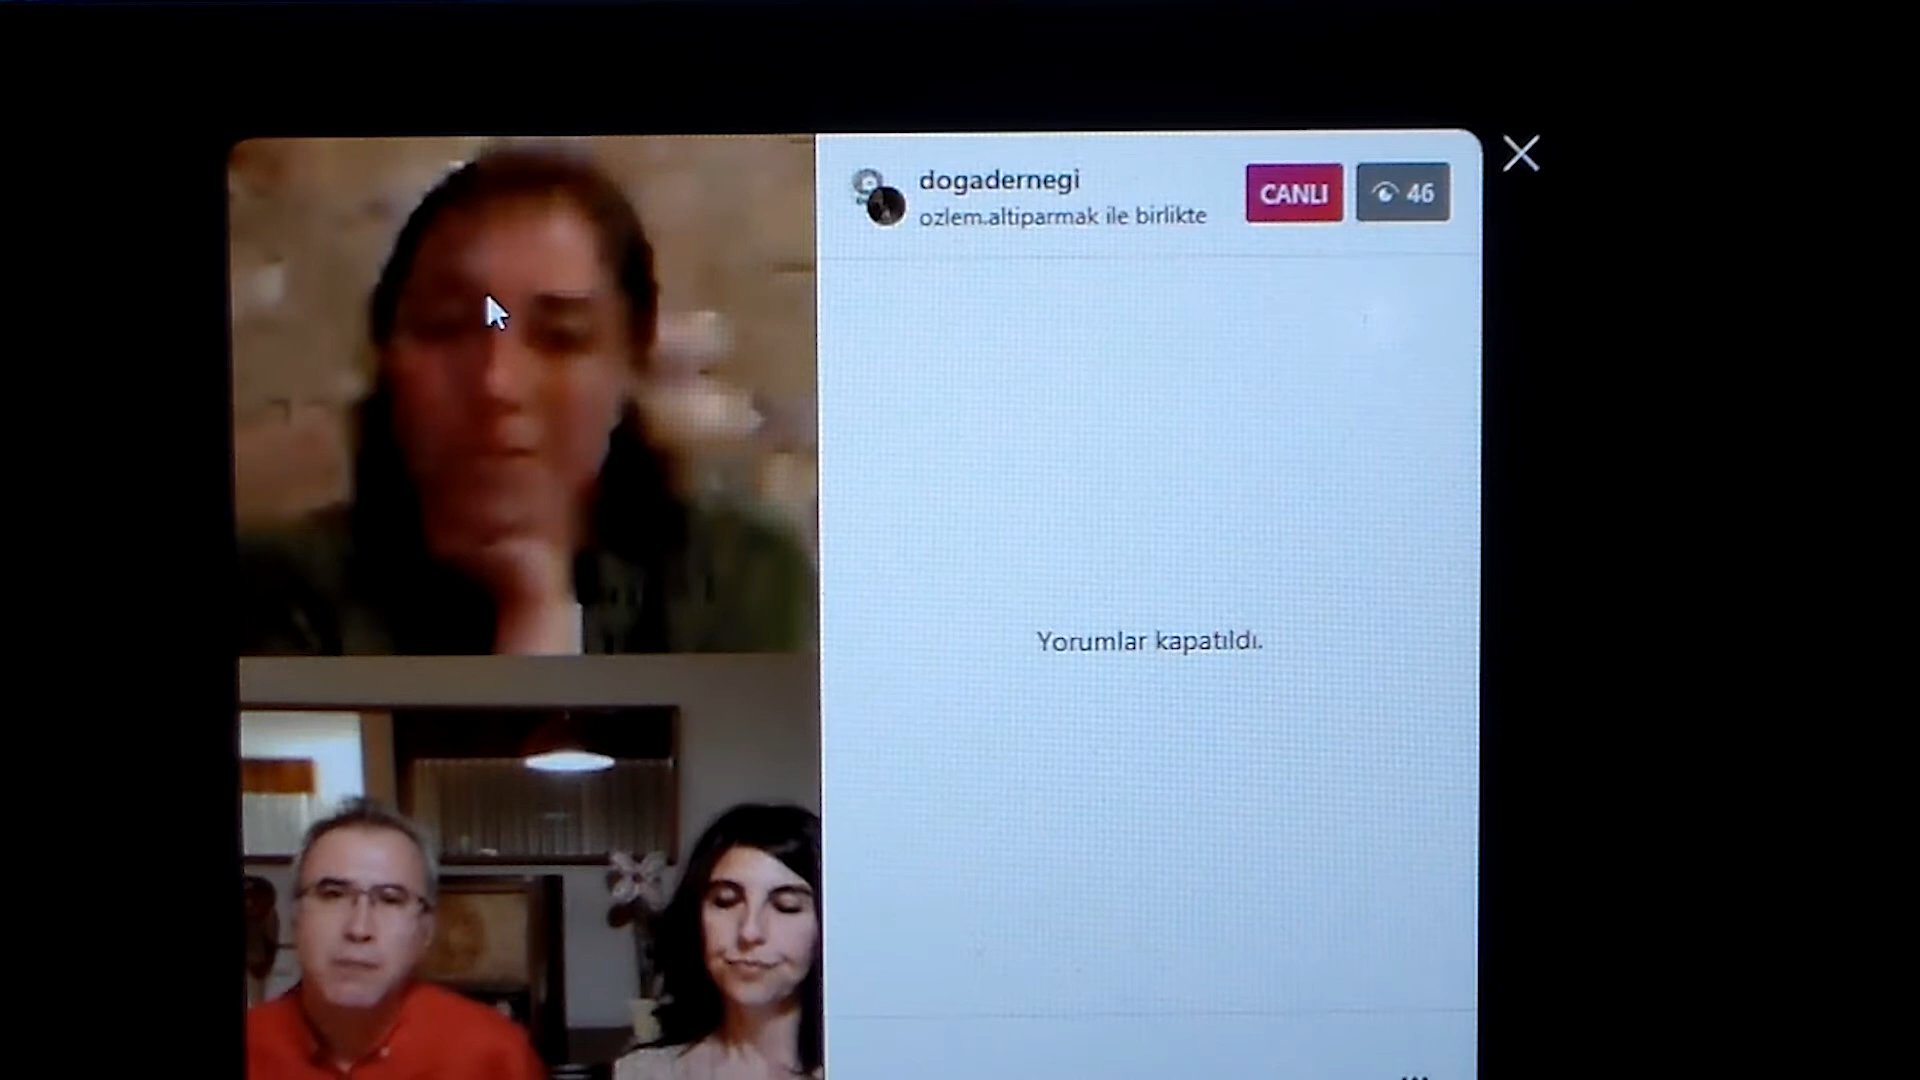 dogadernegi
ozlem.altiparmak ile birlikte
CANLI
46
Yorumlar kapatıldı.